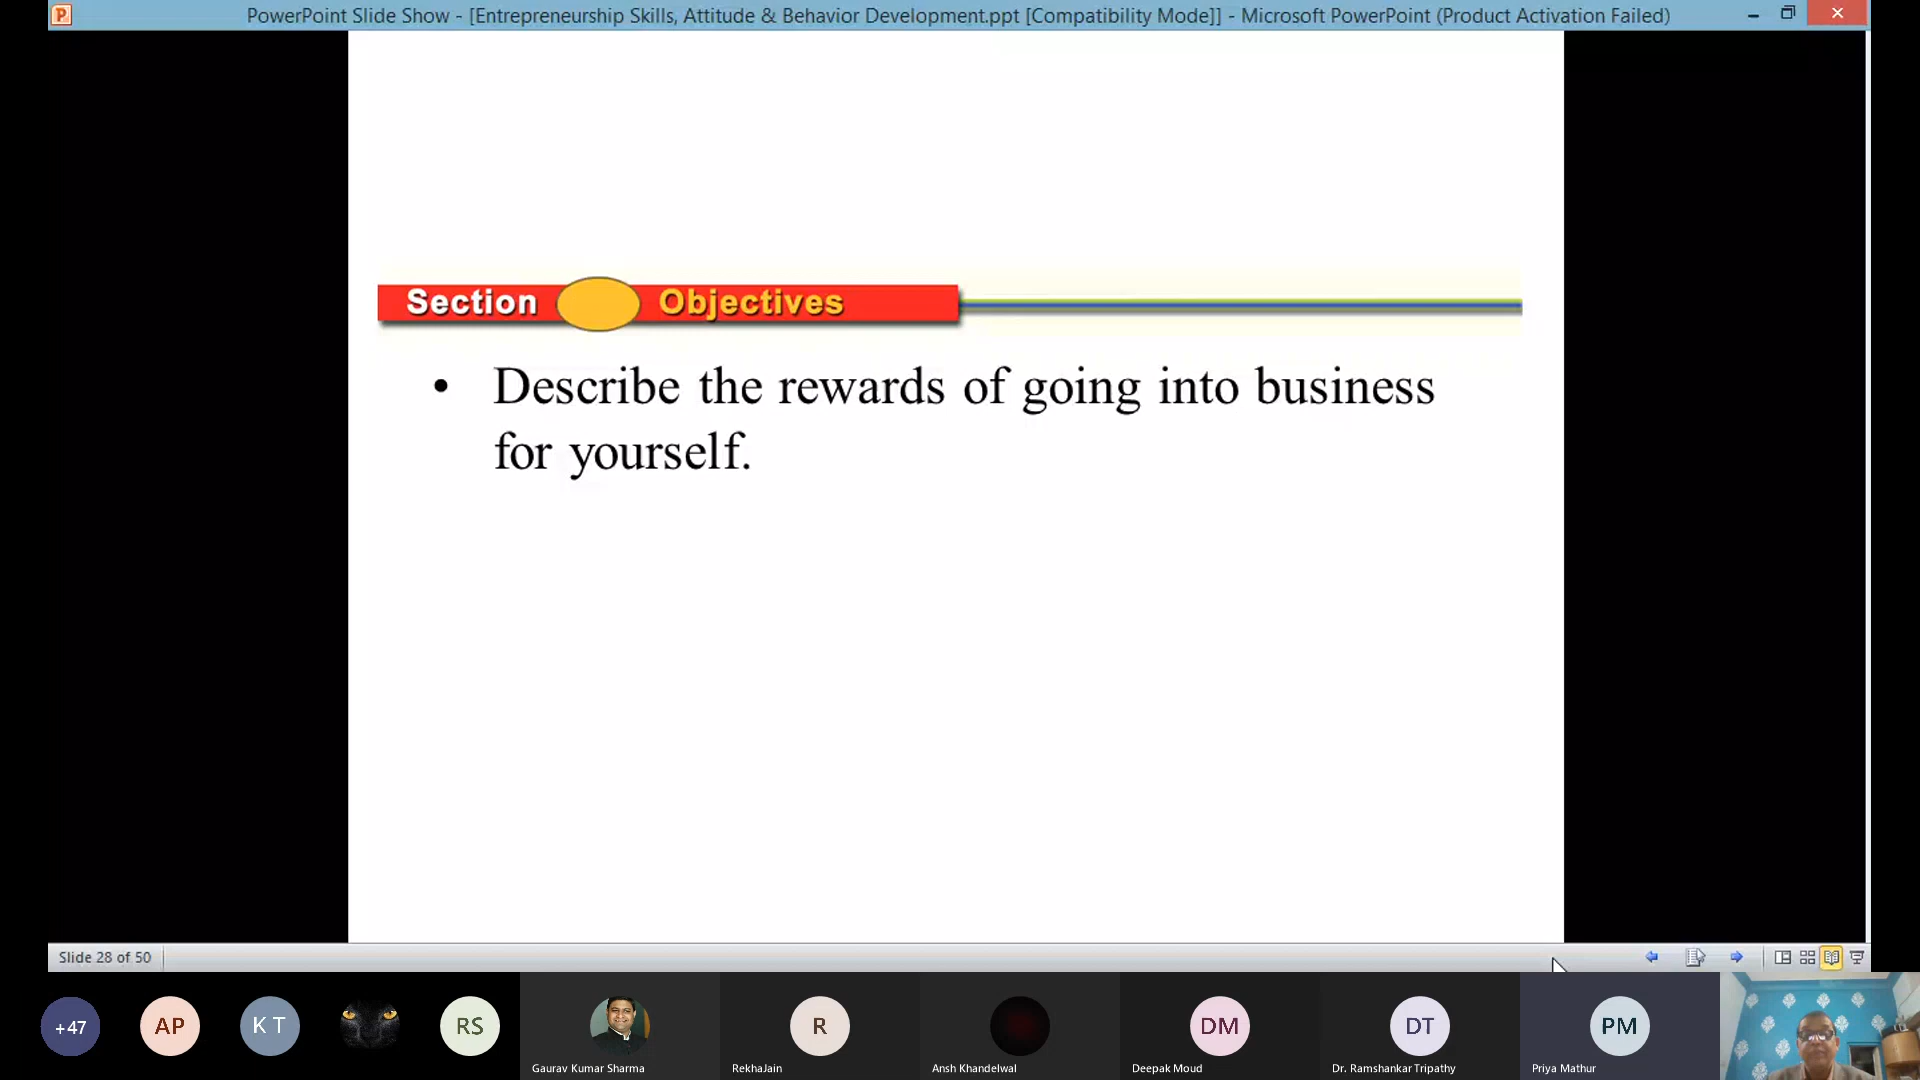 PowerPoint Slide Show - [Entrepreneurship Skills, Attitude & Behavior Development.ppt [Compatibility Mode]] - Microsoft PowerPoint (Product Activation Failed)
Section Objectives
• Describe the rewards of going into business
for yourself.
Slide 28 of 50
+47
AP
K T
RS
R
DM
DT
PM
Gaurav Kumar Sharma
RekhaJain
Ansh Khandelwal
Deepak Moud
Dr. Ramshankar Tripathy
Priya Mathur